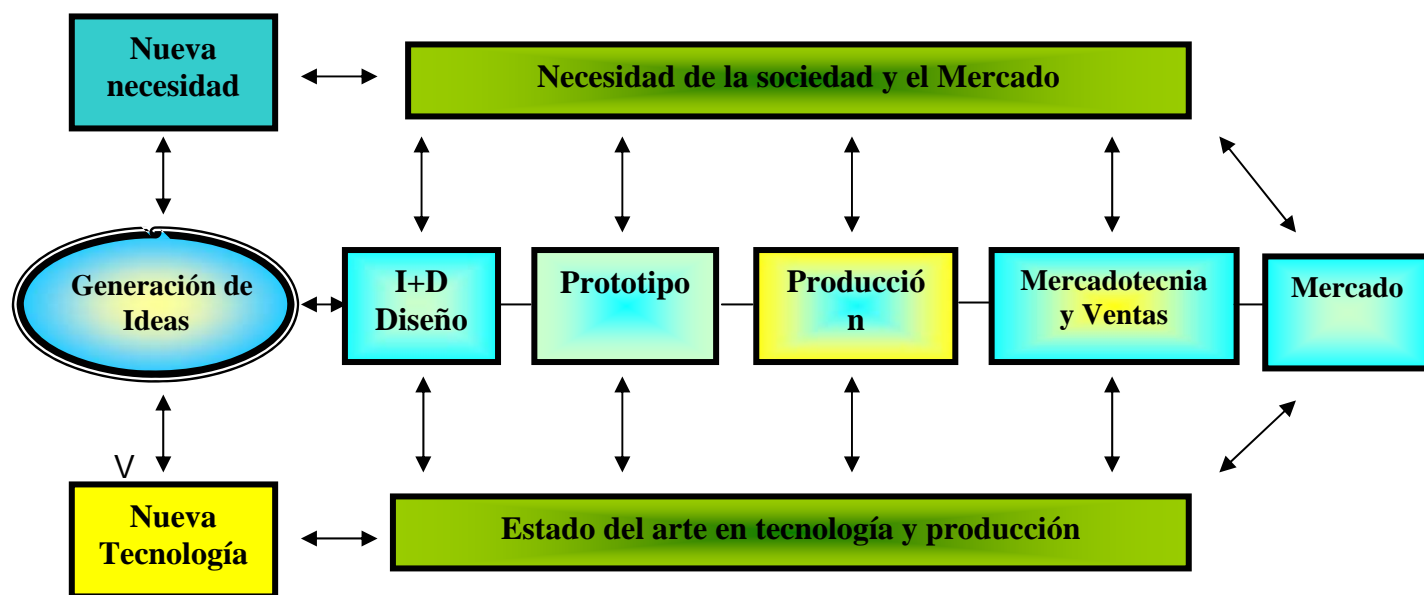 Nueva
necesidad
Necesidad de la sociedad y el Mercado
Generación de
Ideas
I+D
Diseño
Prototipo
Producció
n
Mercadotecnia
y Ventas
Mercado
V
Nueva
Tecnología
Estado del arte en tecnología y producción